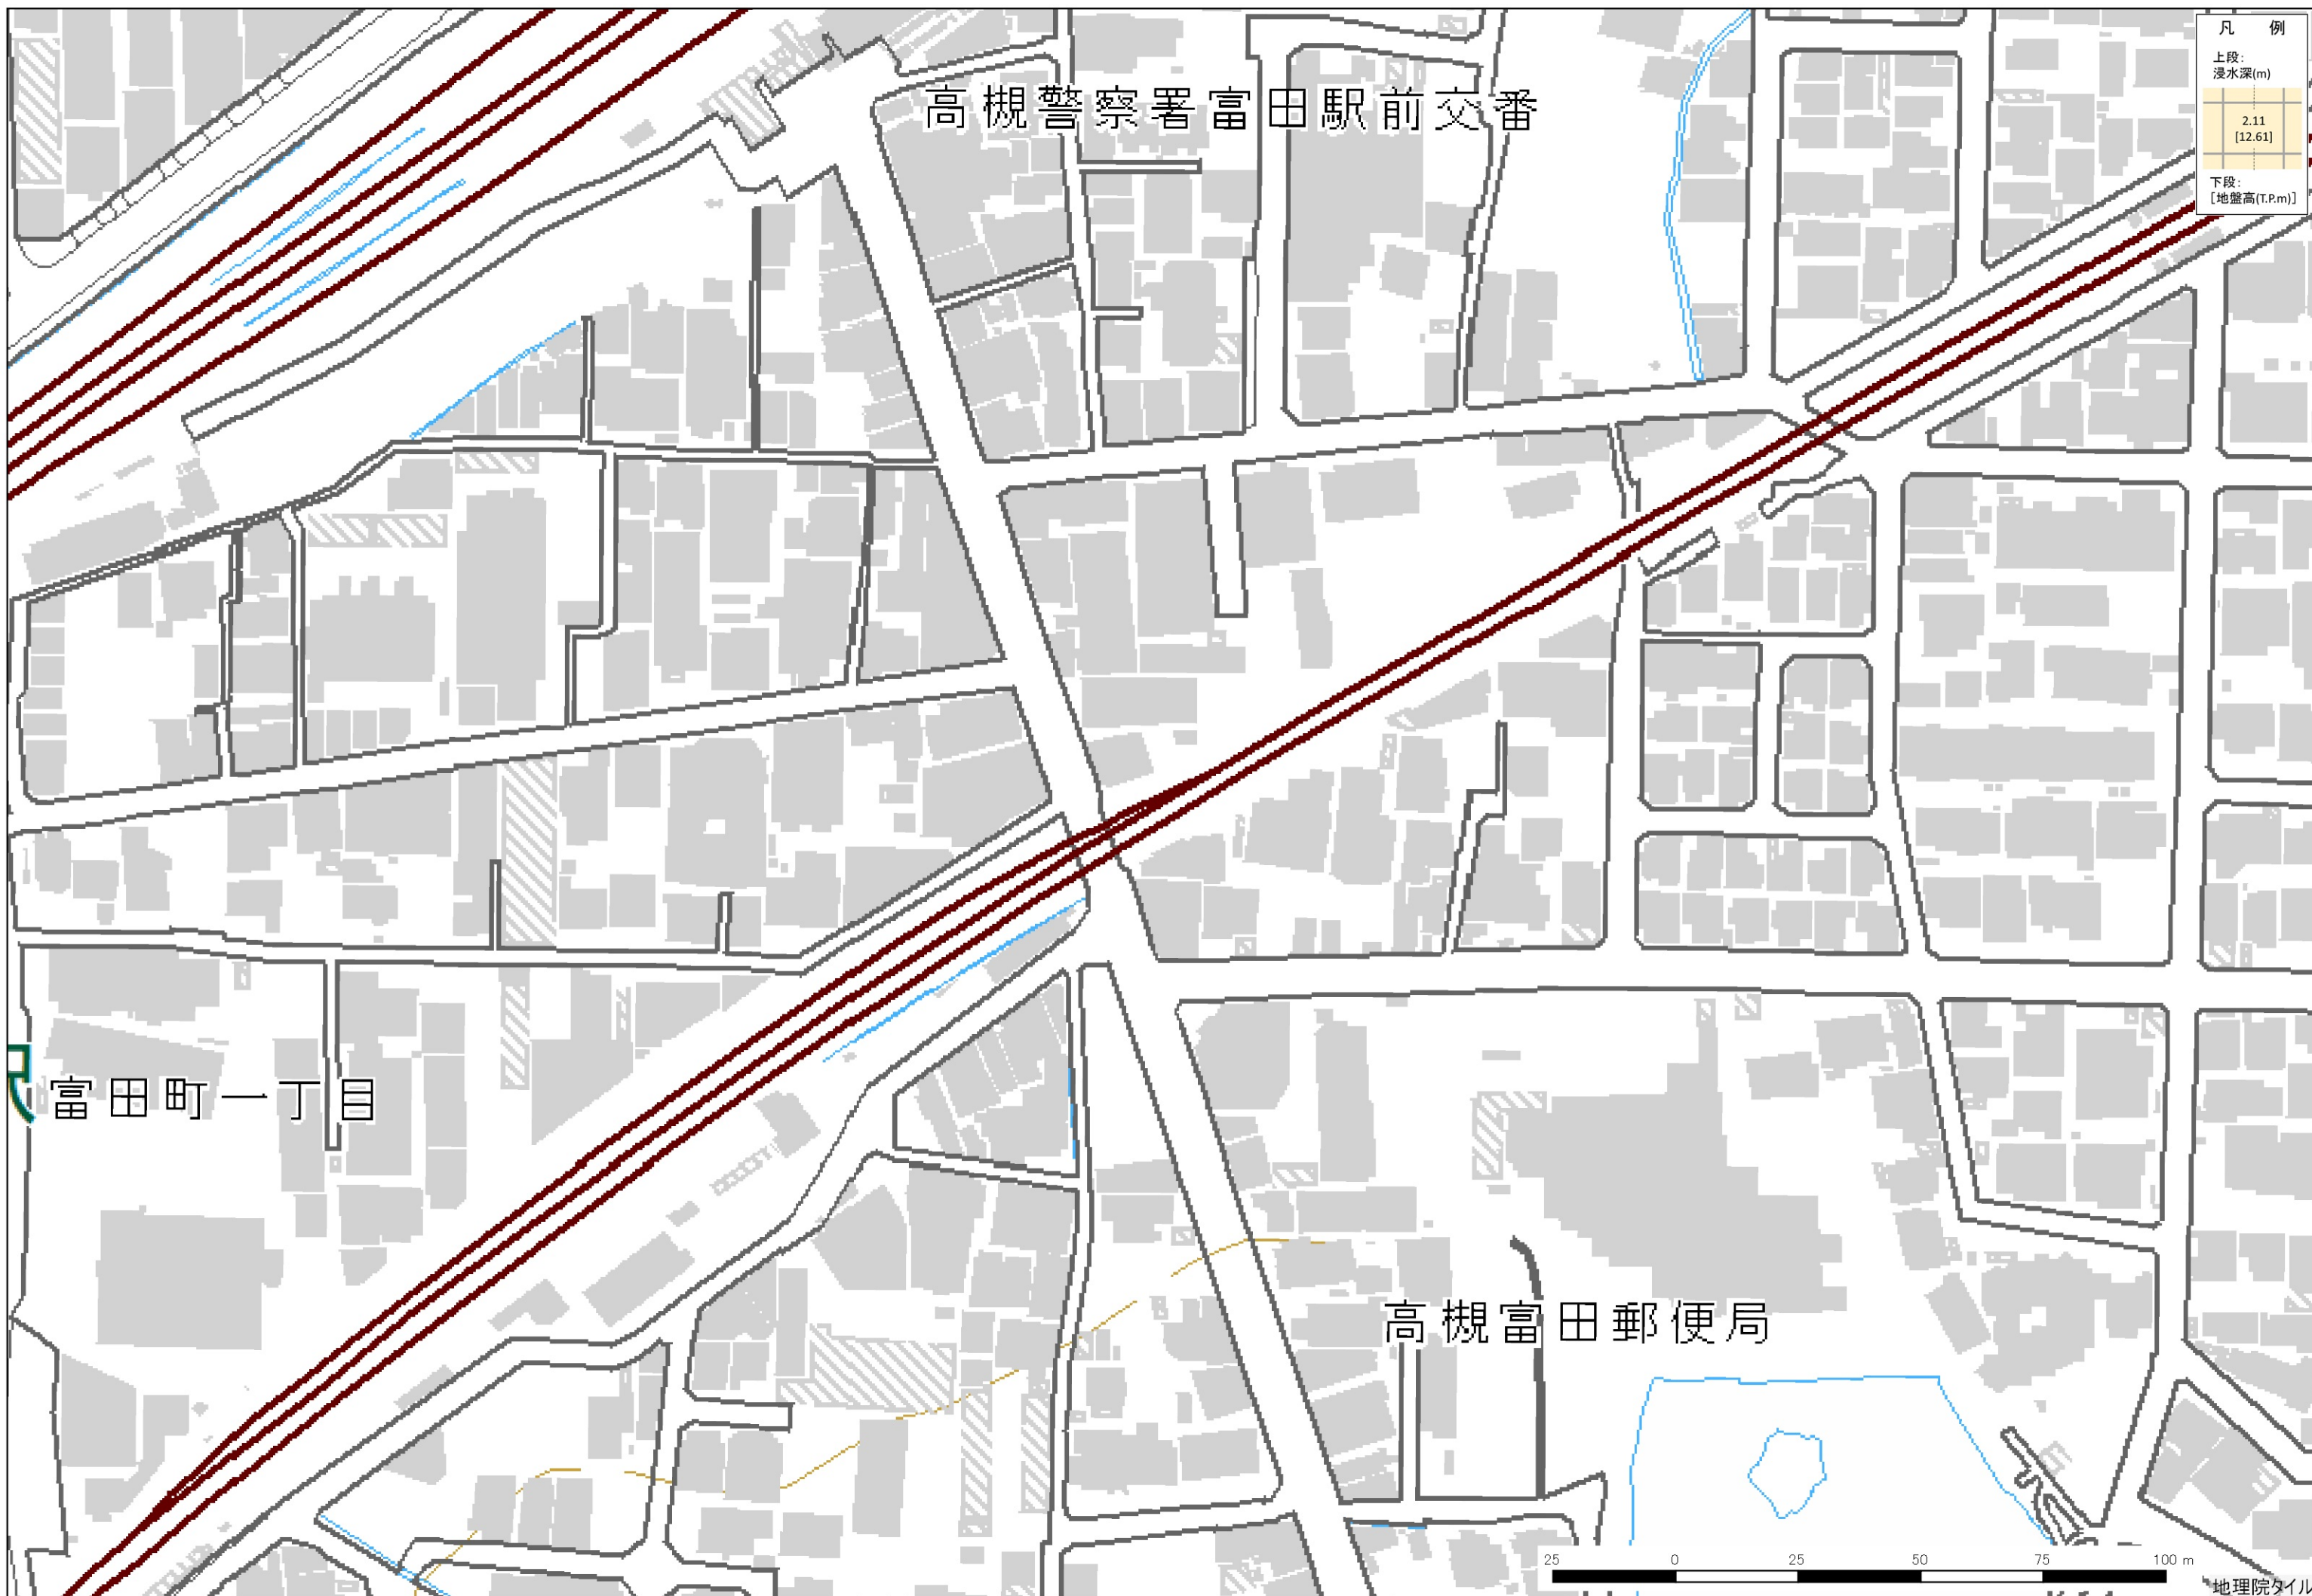 凡 例
上段:
浸水深(m)
2.11
[12.61]
下段:
[地盤高(T.P.m)]
高槻警察署富田駅前交番
駅
富田町一丁目
高槻富田郵便局
25 0 25 50 75 100 m
地理院タイル